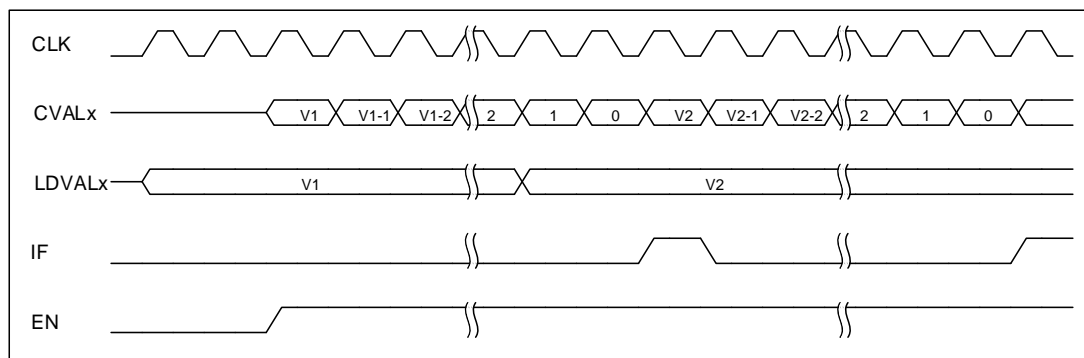 CLK
CVALx V1 V1-1 V1-2 2 1 0 V2 V2-1 V2-2 2 1 0
LDVALx V1 V2
IF
EN